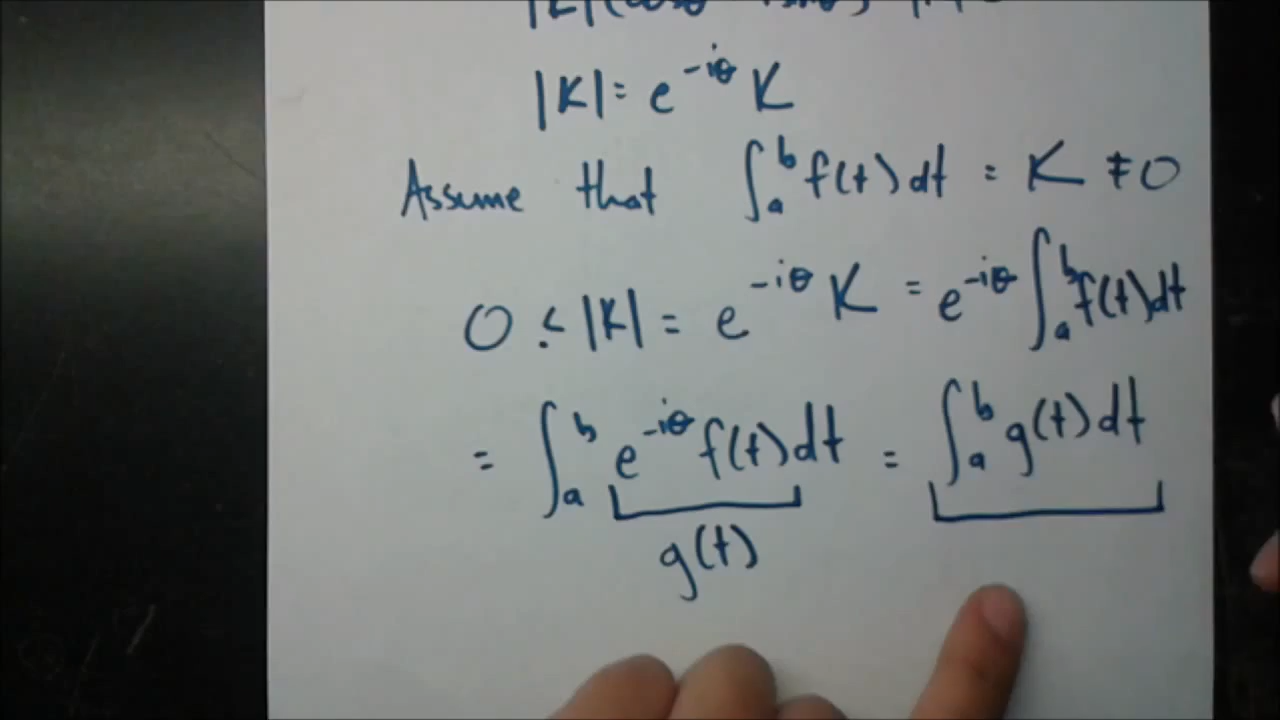 |K| = e^{-iθ} K
Assume that ∫_a^b f(t) dt = K ≠ 0
0 < |K| = e^{-iθ} K = e^{-iθ} ∫_a^b f(t) dt
= ∫_a^b e^{-iθ} f(t) dt = ∫_a^b g(t) dt
g(t)